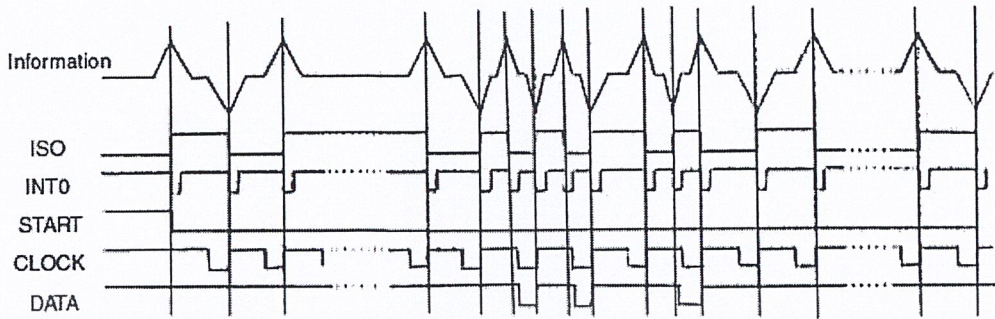 Information
ISO
INT0
START
CLOCK
DATA